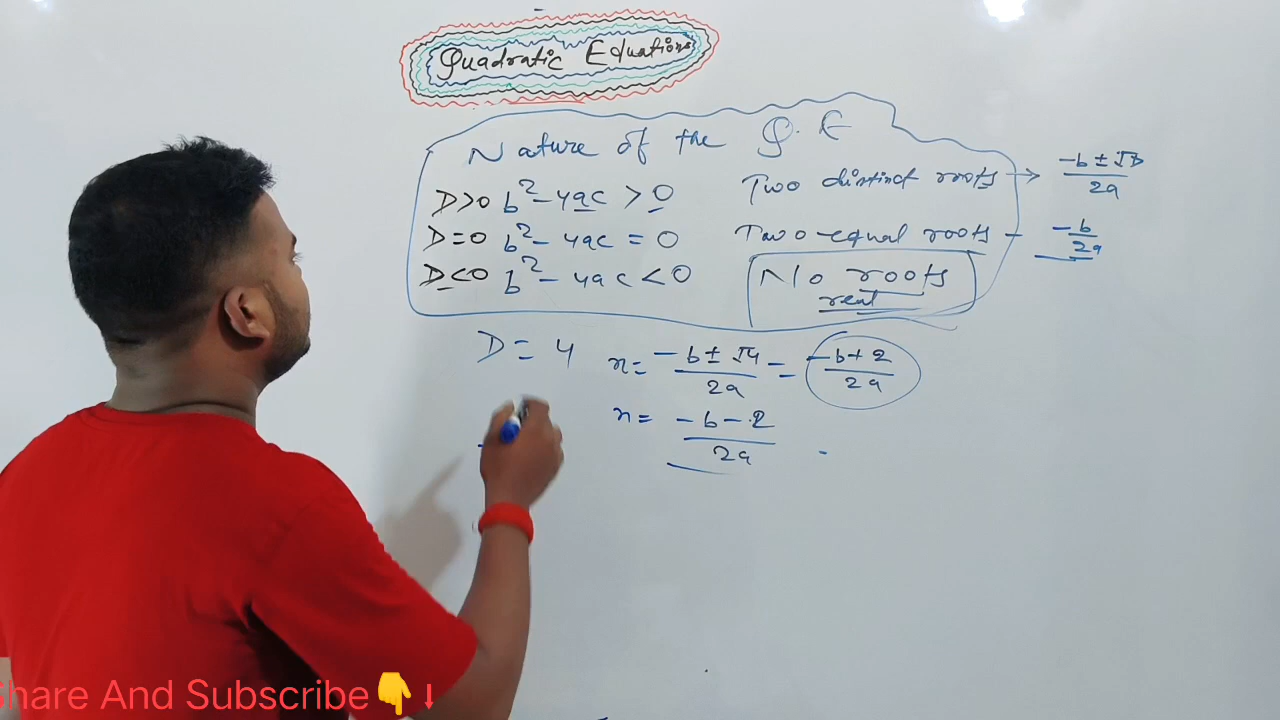 Quadratic Equations
Nature of the Q.E
D>0 b²-4ac > 0 Two distinct roots → -b±√D/2a
D=0 b²-4ac = 0 Two equal roots - -b/2a
D<0 b²-4ac < 0 No roots
real
D = 4 x = -b±√4/2a = -b+2/2a
x = -b-2/2a
Share And Subscribe👇↓